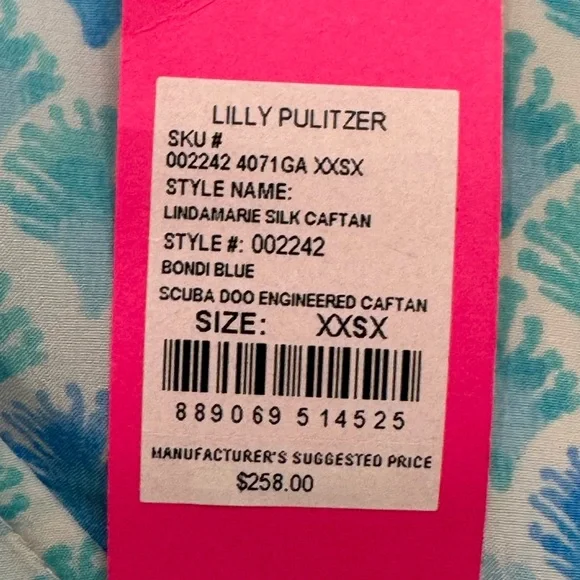 LILLY PULITZER
SKU #
002242 4071GA XXSX
STYLE NAME:
LINDAMARIE SILK CAFTAN
STYLE #: 002242
BONDI BLUE
SCUBA DOO ENGINEERED CAFTAN
SIZE: XXSX
889069 514525
MANUFACTURER'S SUGGESTED PRICE
$258.00